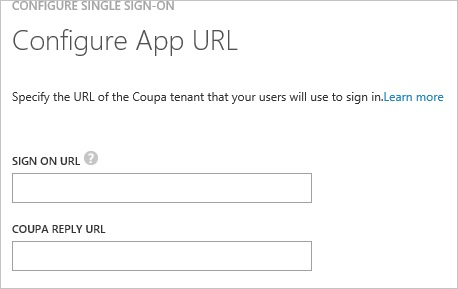 CONFIGURE SINGLE SIGN-ON
Configure App URL
Specify the URL of the Coupa tenant that your users will use to sign in.Learn more
SIGN ON URL ?
COUPA REPLY URL